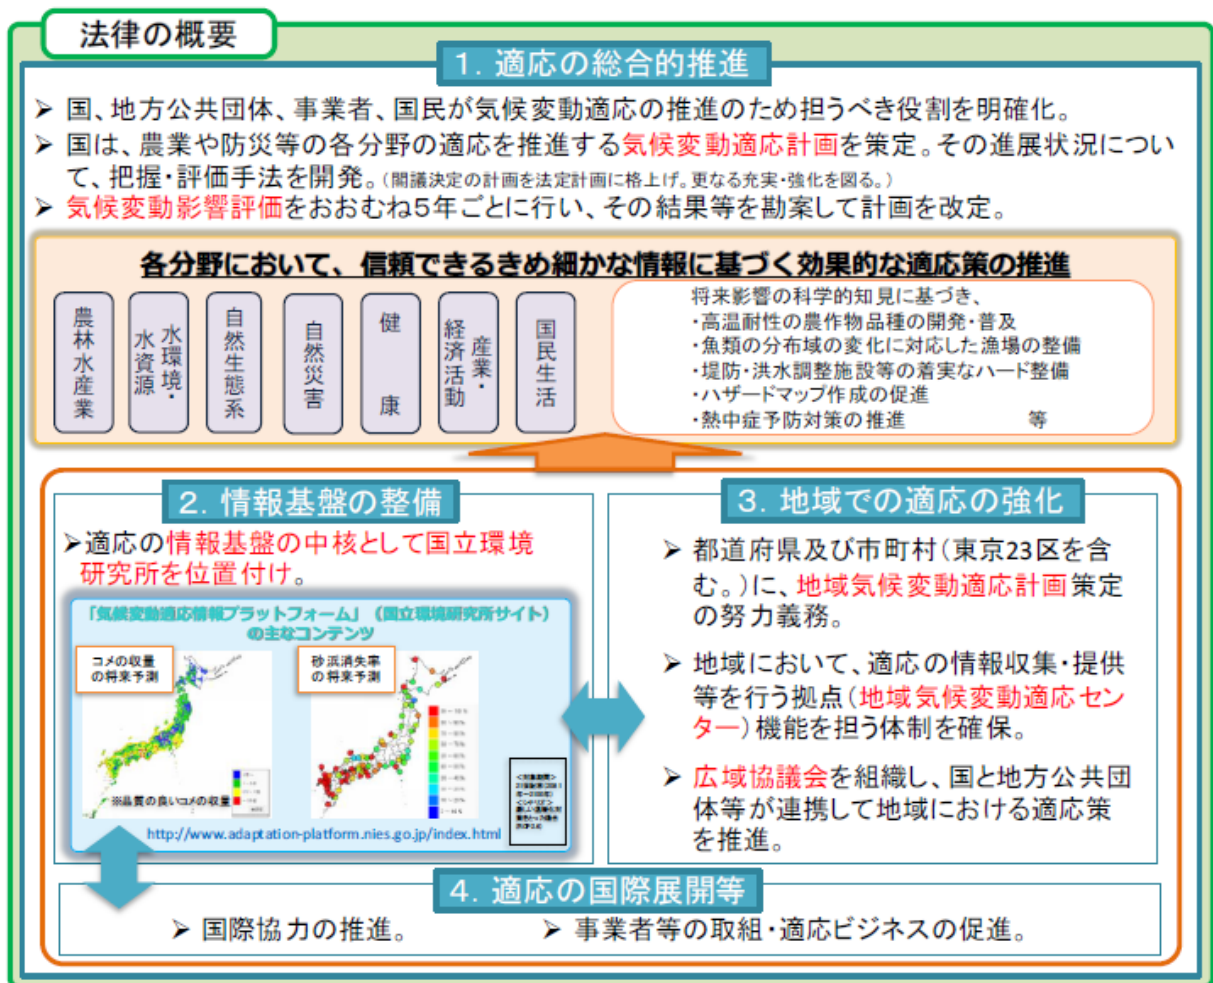 法律の概要
1. 適応の総合的推進
➢ 国、地方公共団体、事業者、国民が気候変動適応の推進のため担うべき役割を明確化。
➢ 国は、農業や防災等の各分野の適応を推進する気候変動適応計画を策定。その進展状況につい
て、把握・評価手法を開発。(閣議決定の計画を法定計画に格上げ。更なる充実・強化を図る。)
➢ 気候変動影響評価をおおむね5年ごとに行い、その結果等を勘案して計画を改定。
各分野において、信頼できるきめ細かな情報に基づく効果的な適応策の推進
農林水産業
水環境・
水資源
自然生態系
自然災害
健 康
産業・
経済活動
国民生活
将来影響の科学的知見に基づき、
・高温耐性の農作物品種の開発・普及
・魚類の分布域の変化に対応した漁場の整備
・堤防・洪水調整施設等の着実なハード整備
・ハザードマップ作成の促進
・熱中症予防対策の推進 等
2. 情報基盤の整備
➢適応の情報基盤の中核として国立環境
研究所を位置付け。
「気候変動適応情報プラットフォーム」(国立環境研究所サイト)
の主なコンテンツ
コメの収量
の将来予測
砂浜消失率
の将来予測
※品質の良いコメの収量
http://www.adaptation-platform.nies.go.jp/index.html
3. 地域での適応の強化
➢ 都道府県及び市町村(東京23区を含
む。)に、地域気候変動適応計画策定
の努力義務。
➢ 地域において、適応の情報収集・提供
等を行う拠点(地域気候変動適応セン
ター)機能を担う体制を確保。
➢ 広域協議会を組織し、国と地方公共団
体等が連携して地域における適応策
を推進。
4. 適応の国際展開等
➢ 国際協力の推進。
➢ 事業者等の取組・適応ビジネスの促進。